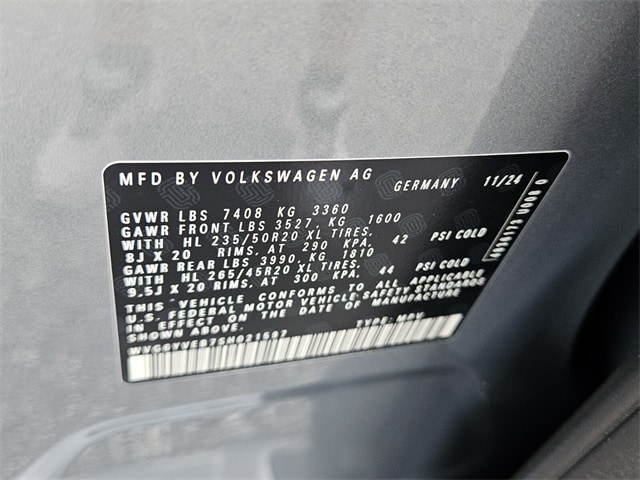 MFD BY VOLKSWAGEN AG GERMANY 11/24
GVWR LBS 7408 KG 3360
GAWR FRONT LBS 3527, KG 1600
WITH HL 235/50R20 XL TIRES.
8J X 20 RIMS. AT 290 KPA. 42 PSI COLD
GAWR REAR LBS 3990, KG 1810
WITH HL 265/45R20 XL TIRES.
9.5J X 20 RIMS. AT 300 KPA. 44 PSI COLD
THIS VEHICLE CONFORMS TO ALL APPLICABLE
U.S. FEDERAL MOTOR VEHICLE SAFETY STANDARDS
IN EFFECT ON THE DATE OF MANUFACTURE
SHOWN ABOVE. TYPE: MPV